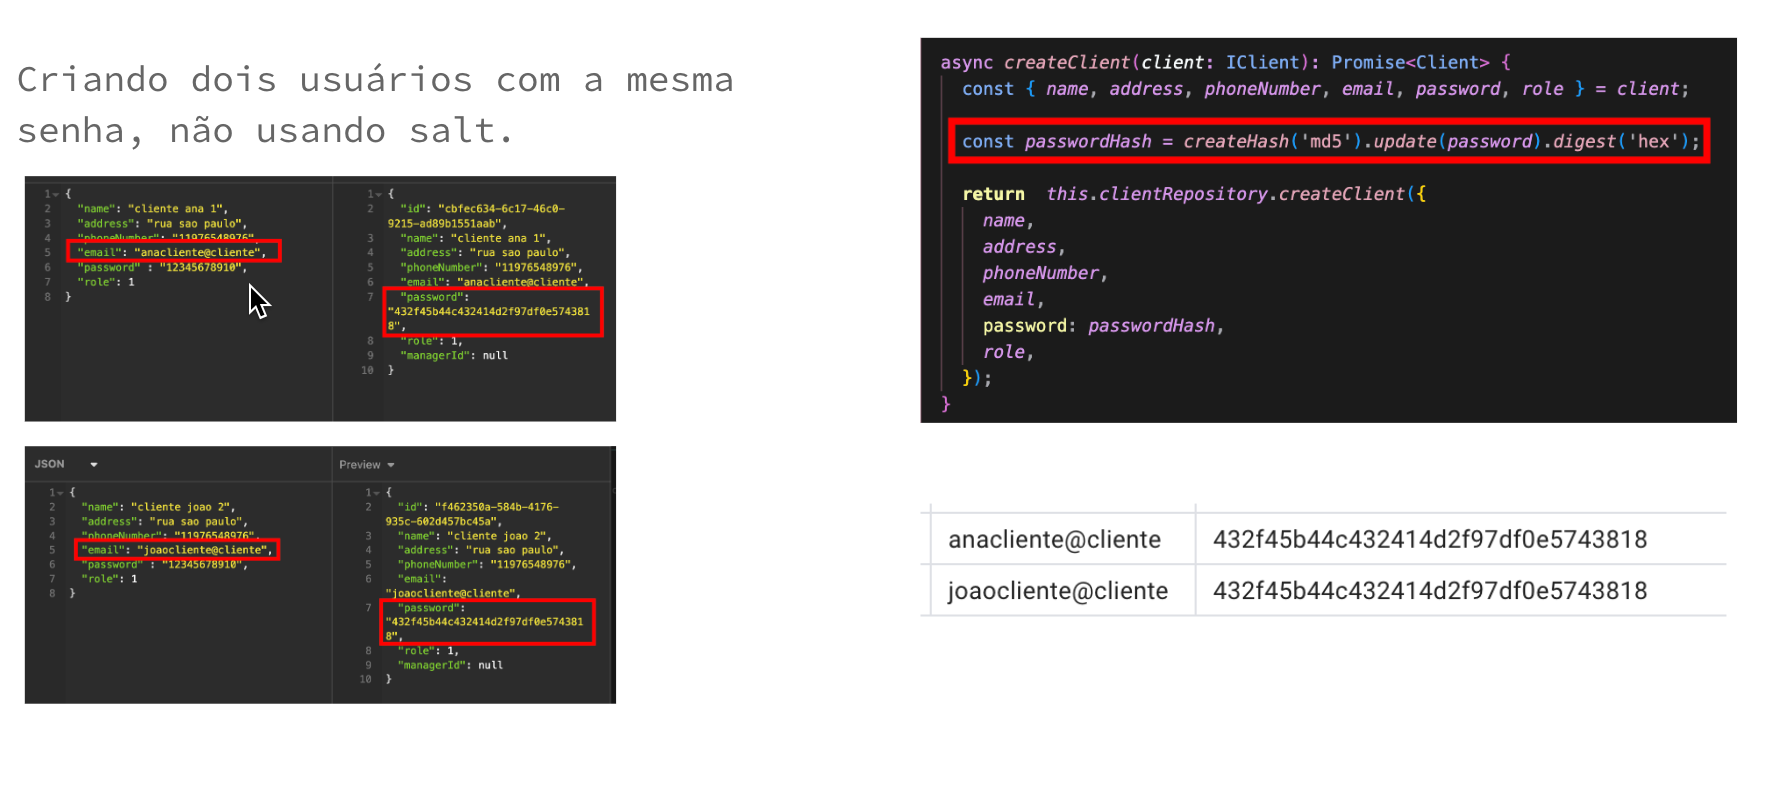 Criando dois usuários com a mesma
senha, não usando salt.
1 {
2 "name": "cliente ana 1",
3 "address": "rua sao paulo",
4 "phoneNumber": "11976548976",
5 "email": "anacliente@cliente",
6 "password" : "12345678910",
7 "role": 1
8 }
1 {
2 "id": "cbfec634-6c17-46c0-
9215-ad89b1551aab",
3 "name": "cliente ana 1",
4 "address": "rua sao paulo",
5 "phoneNumber": "11976548976",
6 "email": "anacliente@cliente",
7 "password":
"432f45b44c432414d2f97df0e574381
8",
8 "role": 1,
9 "managerId": null
10 }
JSON
Preview
1 {
2 "name": "cliente joao 2",
3 "address": "rua sao paulo",
4 "phoneNumber": "11976548976",
5 "email": "joaocliente@cliente",
6 "password" : "12345678910",
7 "role": 1
8 }
1 {
2 "id": "f462350a-584b-4176-
935c-602d457bc45a",
3 "name": "cliente joao 2",
4 "address": "rua sao paulo",
5 "phoneNumber": "11976548976",
6 "email":
"joaocliente@cliente",
7 "password":
"432f45b44c432414d2f97df0e574381
8",
8 "role": 1,
9 "managerId": null
10 }
async createClient(client: IClient): Promise<Client> {
const { name, address, phoneNumber, email, password, role } = client;
const passwordHash = createHash('md5').update(password).digest('hex');
return this.clientRepository.createClient({
name,
address,
phoneNumber,
email,
password: passwordHash,
role,
});
}
anacliente@cliente 432f45b44c432414d2f97df0e5743818
joaocliente@cliente 432f45b44c432414d2f97df0e5743818